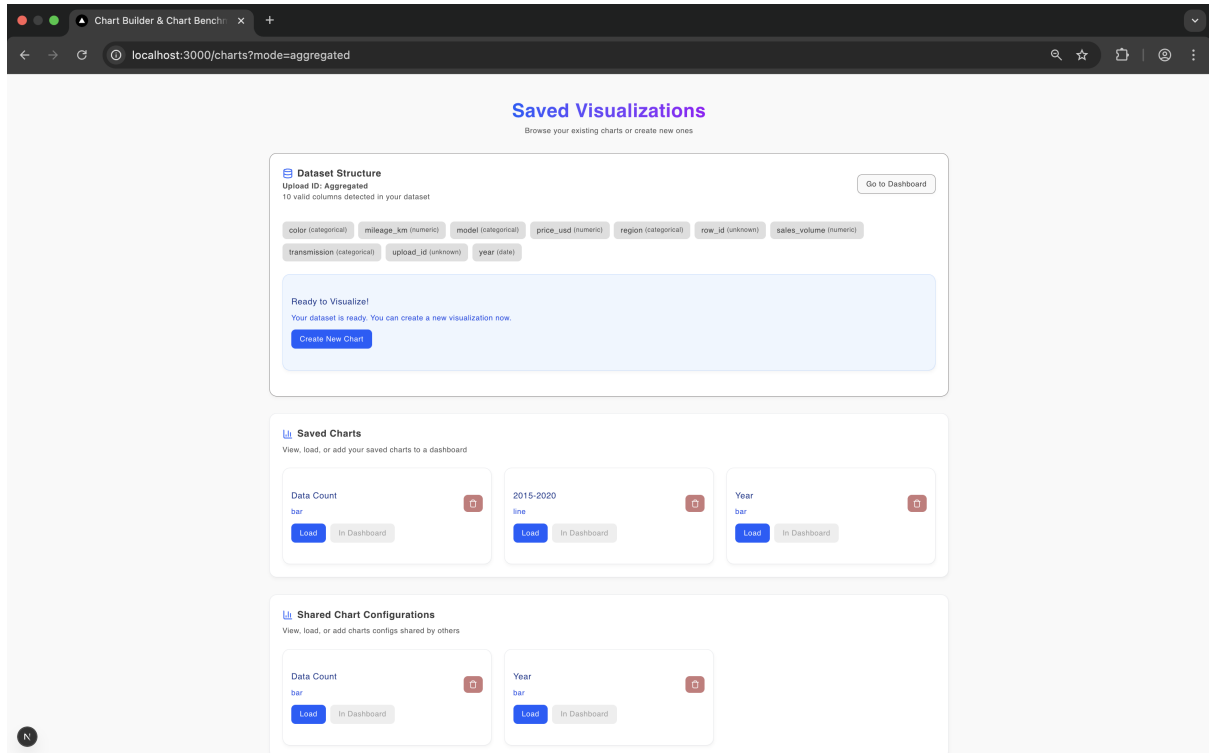 Chart Builder & Chart Benchm
localhost:3000/charts?mode=aggregated
Saved Visualizations
Browse your existing charts or create new ones
Dataset Structure
Upload ID: Aggregated
10 valid columns detected in your dataset
Go to Dashboard
color (categorical) mileage_km (numeric) model (categorical) price_usd (numeric) region (categorical) row_id (unknown) sales_volume (numeric)
transmission (categorical) upload_id (unknown) year (date)
Ready to Visualize!
Your dataset is ready. You can create a new visualization now.
Create New Chart
Saved Charts
View, load, or add your saved charts to a dashboard
Data Count
bar
Load In Dashboard
2015-2020
line
Load In Dashboard
Year
bar
Load In Dashboard
Shared Chart Configurations
View, load, or add charts configs shared by others
Data Count
bar
Load In Dashboard
Year
bar
Load In Dashboard
N